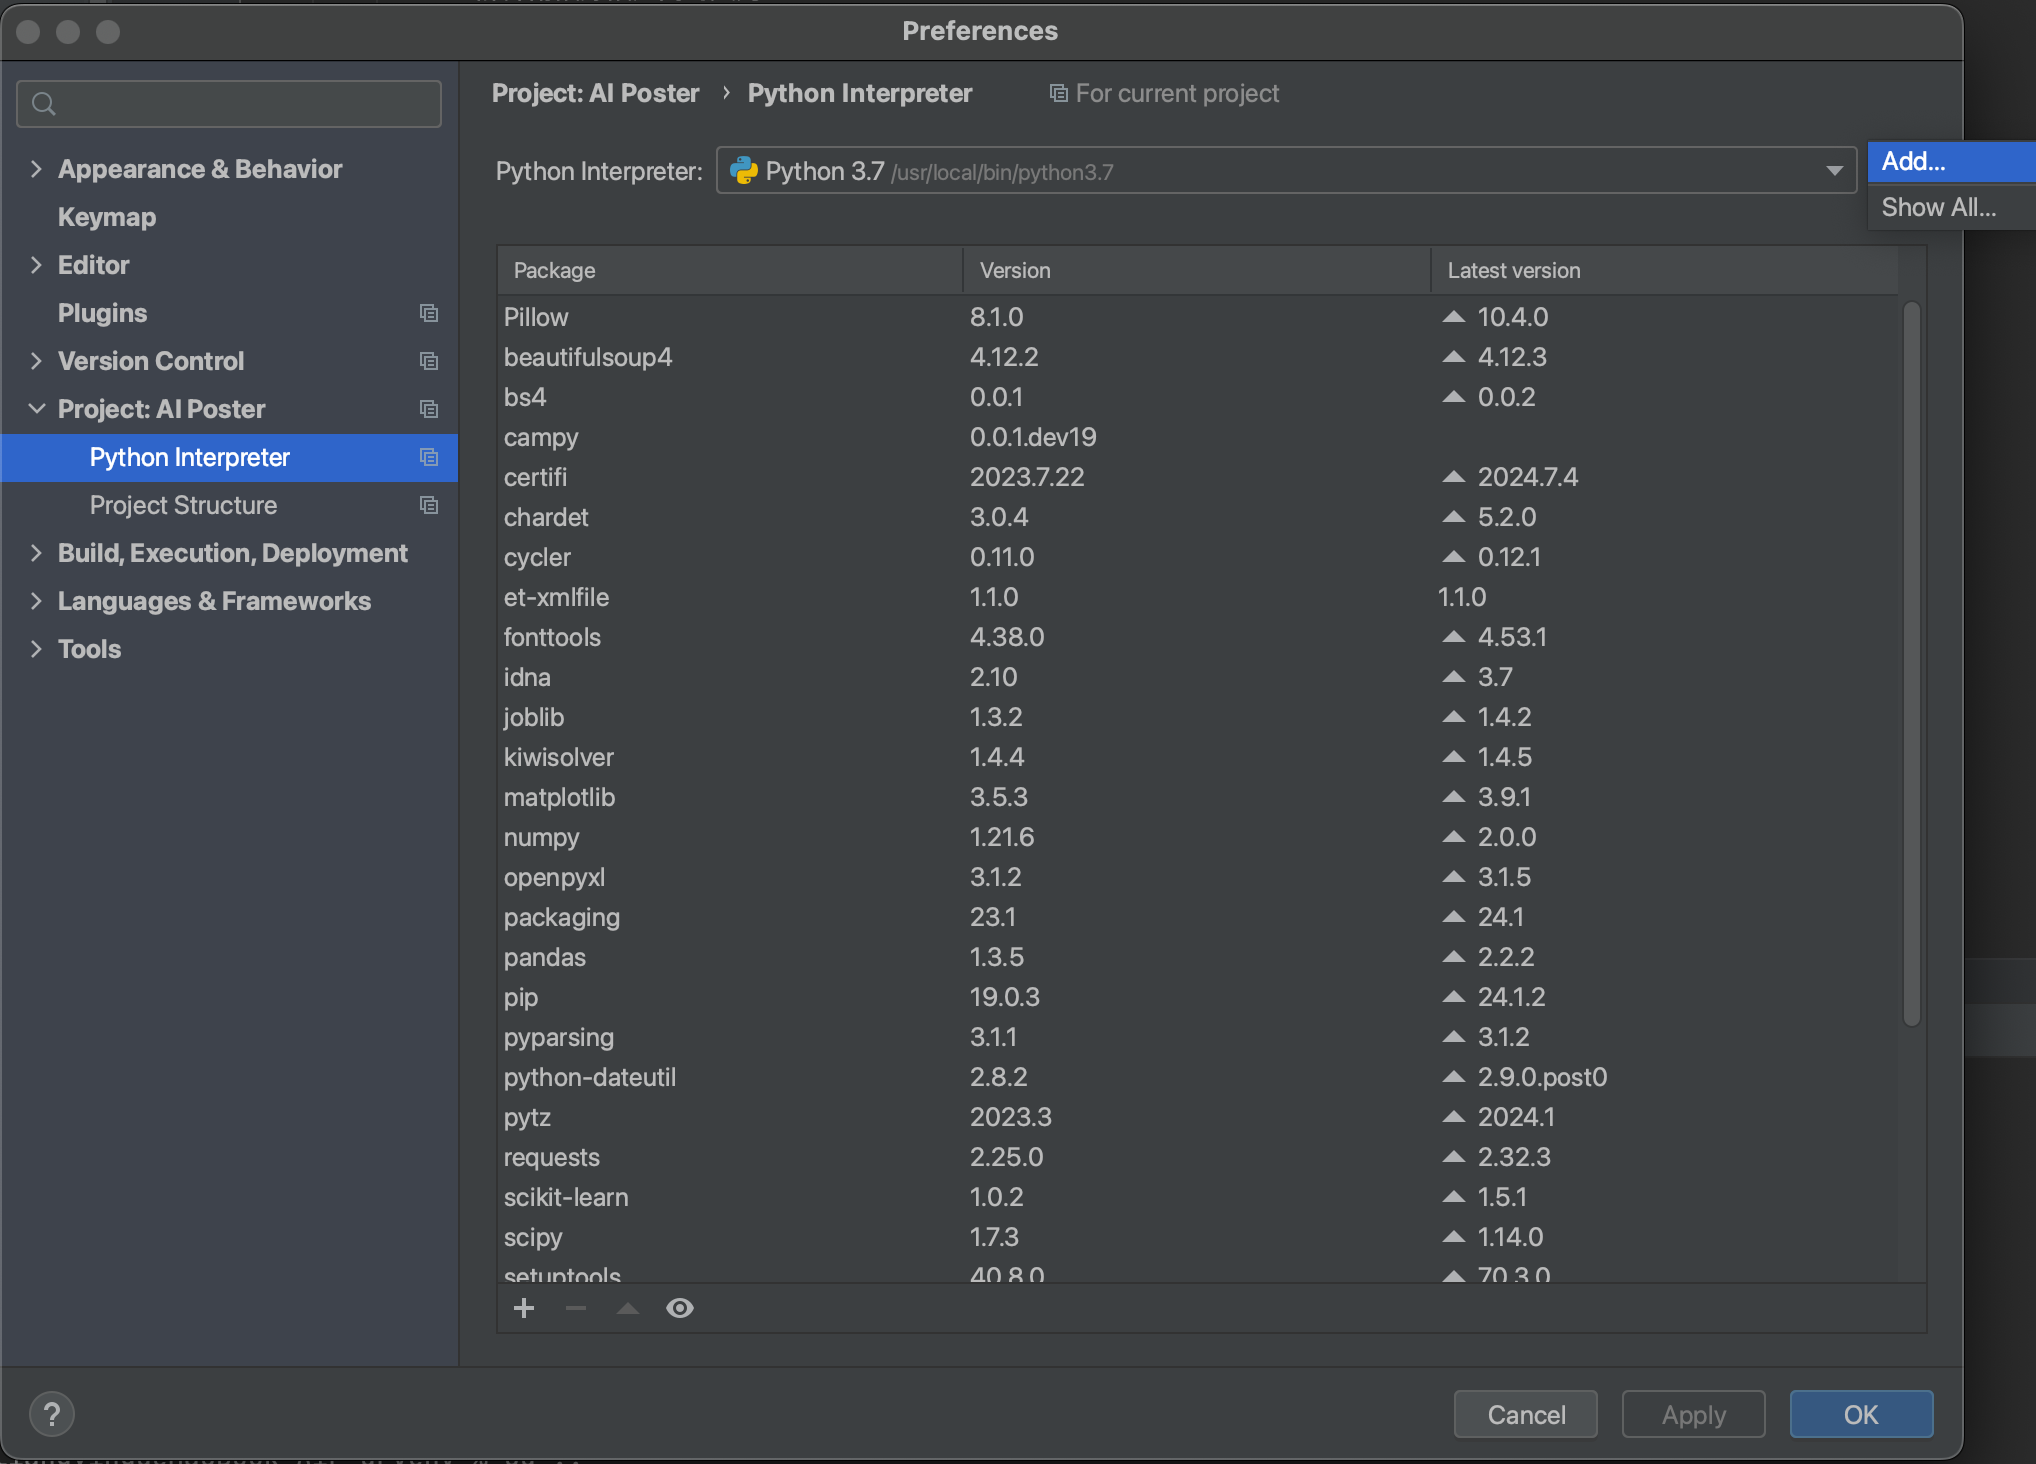 Preferences
Project: AI Poster › Python Interpreter For current project
Python Interpreter: Python 3.7 /usr/local/bin/python3.7
Add...
Show All...
Appearance & Behavior
Keymap
Editor
Plugins
Version Control
Project: AI Poster
Python Interpreter
Project Structure
Build, Execution, Deployment
Languages & Frameworks
Tools
Package Version Latest version
Pillow 8.1.0 10.4.0
beautifulsoup4 4.12.2 4.12.3
bs4 0.0.1 0.0.2
campy 0.0.1.dev19
certifi 2023.7.22 2024.7.4
chardet 3.0.4 5.2.0
cycler 0.11.0 0.12.1
et-xmlfile 1.1.0 1.1.0
fonttools 4.38.0 4.53.1
idna 2.10 3.7
joblib 1.3.2 1.4.2
kiwisolver 1.4.4 1.4.5
matplotlib 3.5.3 3.9.1
numpy 1.21.6 2.0.0
openpyxl 3.1.2 3.1.5
packaging 23.1 24.1
pandas 1.3.5 2.2.2
pip 19.0.3 24.1.2
pyparsing 3.1.1 3.1.2
python-dateutil 2.8.2 2.9.0.post0
pytz 2023.3 2024.1
requests 2.25.0 2.32.3
scikit-learn 1.0.2 1.5.1
scipy 1.7.3 1.14.0
setuptools 40.8.0 70.3.0
?
Cancel Apply OK